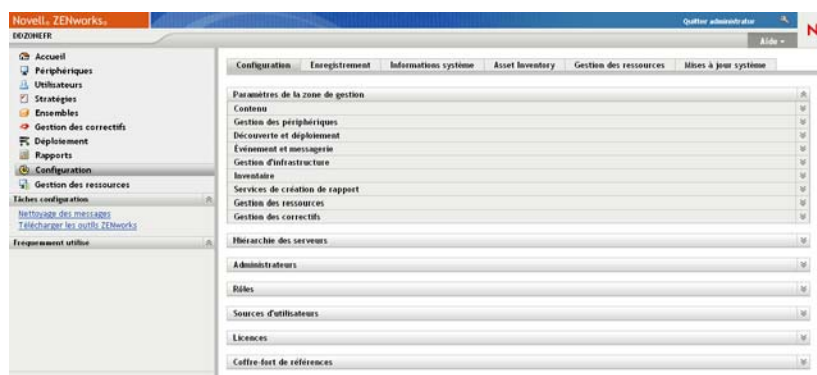 Novell® ZENworks®
Quitter administrator
DDZONEFR
Aide
N
Accueil
Périphériques
Utilisateurs
Stratégies
Ensembles
Gestion des correctifs
Déploiement
Rapports
Configuration
Gestion des ressources
Tâches configuration
Nettoyage des messages
Télécharger les outils ZENworks
Fréquemment utilisé
Configuration Enregistrement Informations système Asset Inventory Gestion des ressources Mises à jour système
Paramètres de la zone de gestion
Contenu
Gestion des périphériques
Découverte et déploiement
Événement et messagerie
Gestion d'infrastructure
Inventaire
Services de création de rapport
Gestion des ressources
Gestion des correctifs
Hiérarchie des serveurs
Administrateurs
Rôles
Sources d'utilisateurs
Licences
Coffre-fort de références